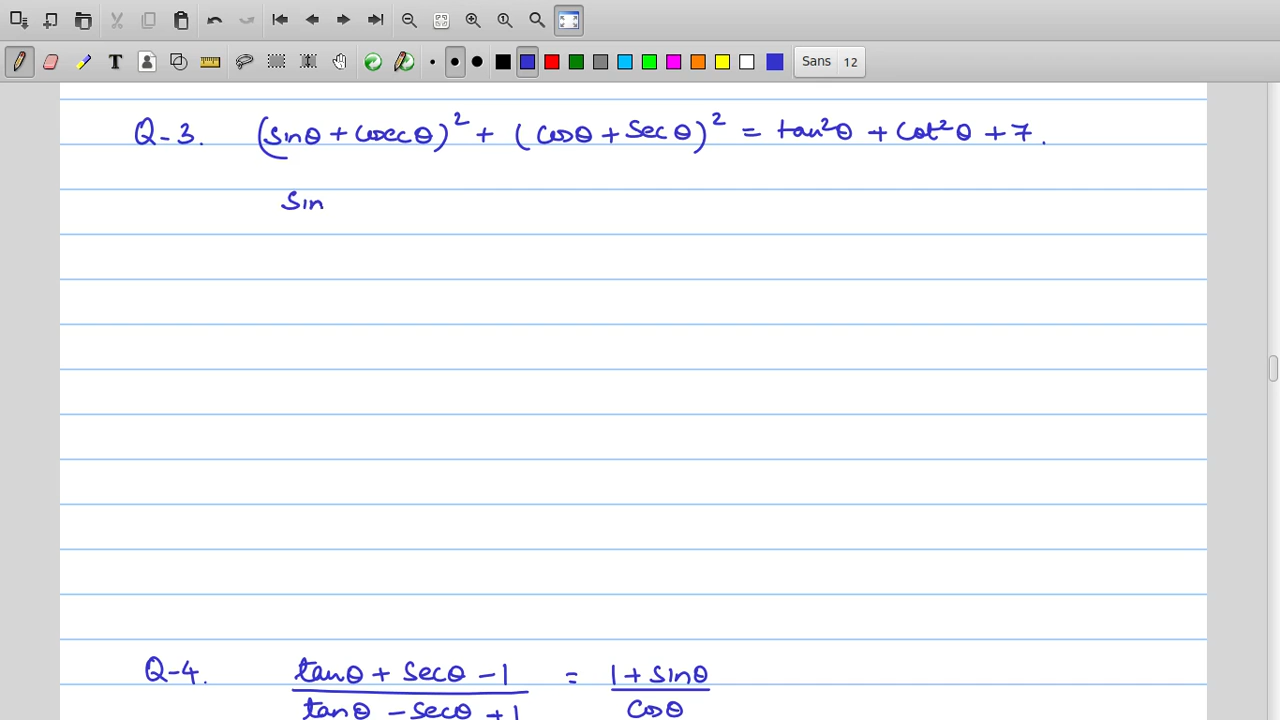 Sans 12
Q-3. (sinθ + cosecθ)² + (cosθ + secθ)² = tan²θ + cot²θ + 7.
sin
Q-4. tanθ + secθ -1 = 1 + sinθ
tanθ - secθ +1 cosθ